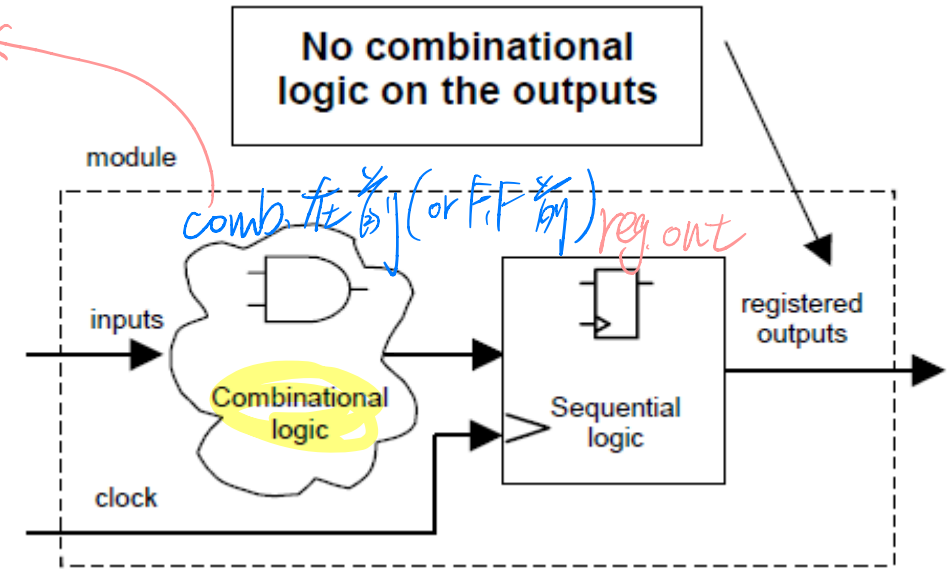 No combinational
logic on the outputs
module
comb. 在前(or F.F 前)
reg. out
inputs
registered
outputs
Combinational
logic
Sequential
logic
clock